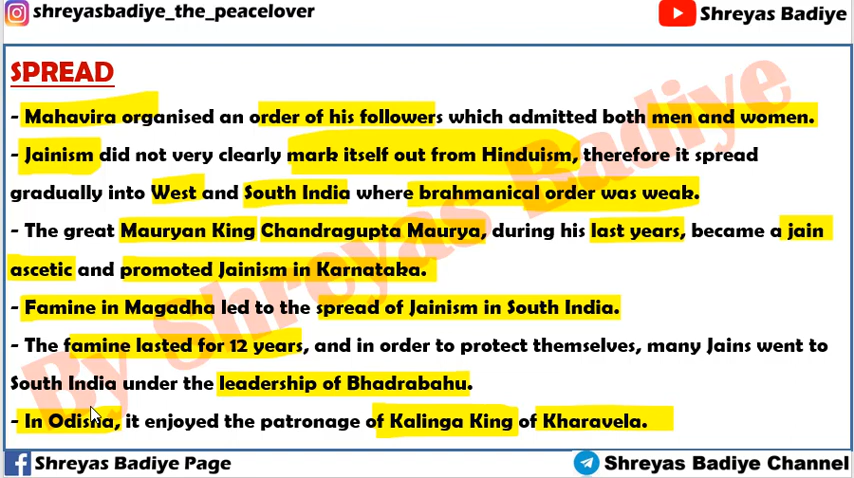 shreyasbadiye_the_peacelover
Shreyas Badiye
SPREAD
- Mahavira organised an order of his followers which admitted both men and women.
- Jainism did not very clearly mark itself out from Hinduism, therefore it spread
gradually into West and South India where brahmanical order was weak.
- The great Mauryan King Chandragupta Maurya, during his last years, became a jain
ascetic and promoted Jainism in Karnataka.
- Famine in Magadha led to the spread of Jainism in South India.
- The famine lasted for 12 years, and in order to protect themselves, many Jains went to
South India under the leadership of Bhadrabahu.
- In Odisha, it enjoyed the patronage of Kalinga King of Kharavela.
By Shreyas Badiye
Shreyas Badiye Page
Shreyas Badiye Channel